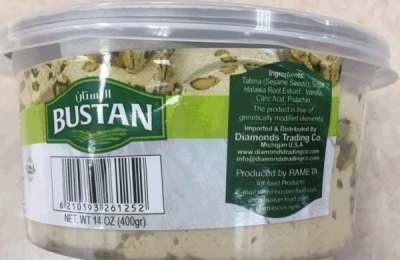 البستان
BUSTAN
6 210393 261252
NET. WT 14 OZ (400gr)
Ingredients:
Tahina (Sesame Seeds), Sugar
Halawa Root Extract, Vanilla,
Citric Acid, Pistachio
The product is free of
genetically modified elements
Imported & Distributed By
Diamonds Trading Co.
Michigan U.S.A
www.diamondstradingco.com
info@diamondstradingco.com
Produced by RAMETA
for food Products